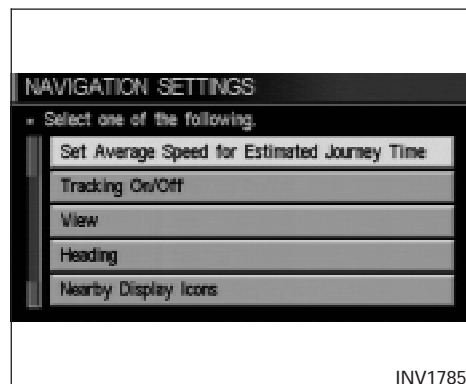 NAVIGATION SETTINGS
Select one of the following.
Set Average Speed for Estimated Journey Time
Tracking On/Off
View
Heading
Nearby Display Icons
INV1785